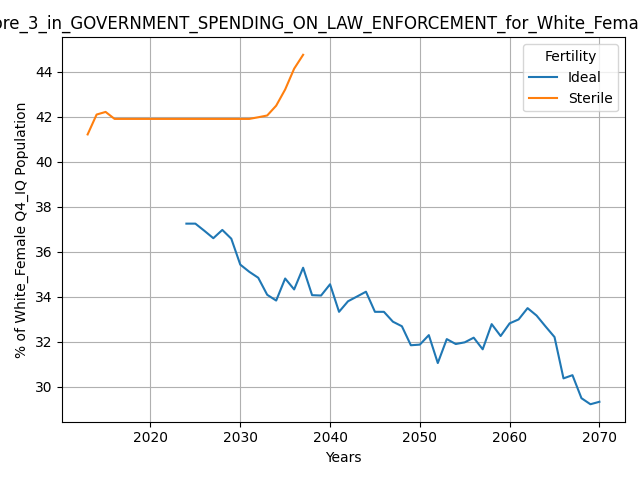 ore_3_in_GOVERNMENT_SPENDING_ON_LAW_ENFORCEMENT_for_White_Fema
Fertility
Ideal
Sterile
44
42
40
38
36
34
32
30
% of White_Female Q4_IQ Population
2020 2030 2040 2050 2060 2070
Years